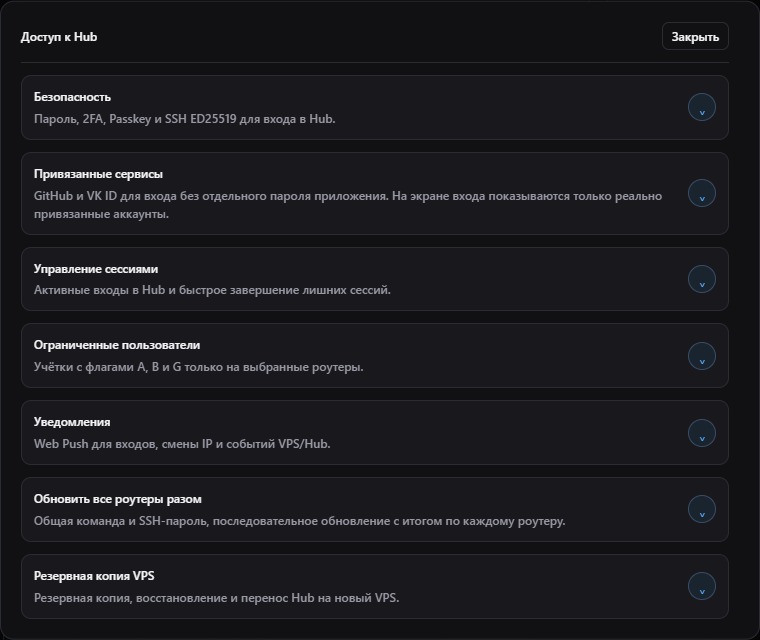 Доступ к Hub
Закрыть
Безопасность
Пароль, 2FA, Passkey и SSH ED25519 для входа в Hub.
v
Привязанные сервисы
GitHub и VK ID для входа без отдельного пароля приложения. На экране входа показываются только реально
привязанные аккаунты.
v
Управление сессиями
Активные входы в Hub и быстрое завершение лишних сессий.
v
Ограниченные пользователи
Учётки с флагами A, B и G только на выбранные роутеры.
v
Уведомления
Web Push для входов, смены IP и событий VPS/Hub.
v
Обновить все роутеры разом
Общая команда и SSH-пароль, последовательное обновление с итогом по каждому роутеру.
v
Резервная копия VPS
Резервная копия, восстановление и перенос Hub на новый VPS.
v